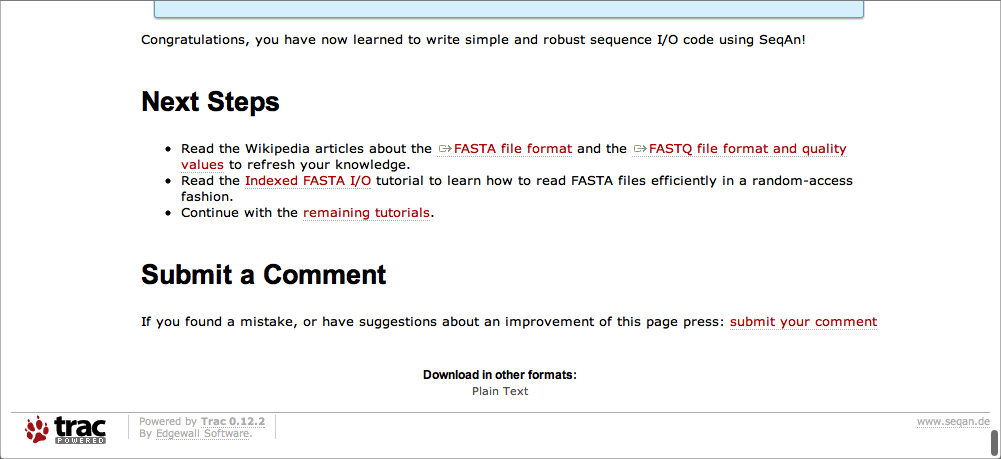 Congratulations, you have now learned to write simple and robust sequence I/O code using SeqAn!
Next Steps
Read the Wikipedia articles about the FASTA file format and the FASTQ file format and quality
values to refresh your knowledge.
Read the Indexed FASTA I/O tutorial to learn how to read FASTA files efficiently in a random-access
fashion.
Continue with the remaining tutorials.
Submit a Comment
If you found a mistake, or have suggestions about an improvement of this page press: submit your comment
Download in other formats:
Plain Text
trac
POWERED
Powered by Trac 0.12.2
By Edgewall Software.
www.seqan.de